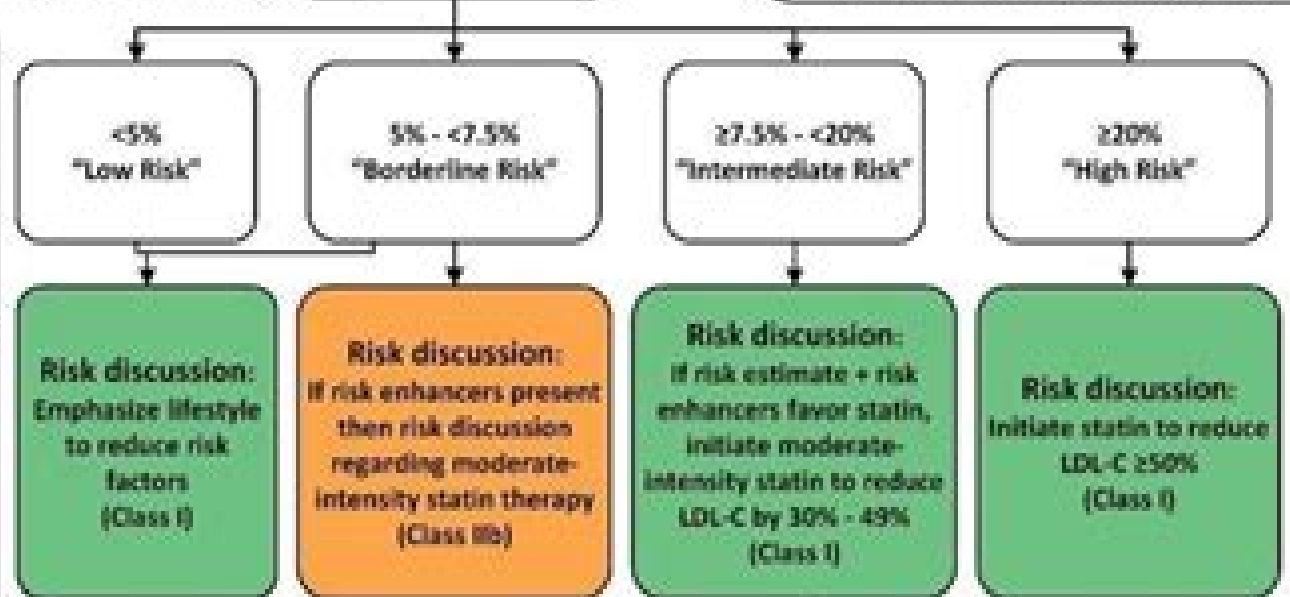 <5%
"Low Risk"
5% - <7.5%
"Borderline Risk"
≥7.5% - <20%
"Intermediate Risk"
≥20%
"High Risk"
Risk discussion:
Emphasize lifestyle
to reduce risk
factors
(Class I)
Risk discussion:
If risk enhancers present
then risk discussion
regarding moderate-
intensity statin therapy
(Class IIb)
Risk discussion:
If risk estimate + risk
enhancers favor statin,
initiate moderate-
intensity statin to reduce
LDL-C by 30% - 49%
(Class I)
Risk discussion:
Initiate statin to reduce
LDL-C ≥50%
(Class I)